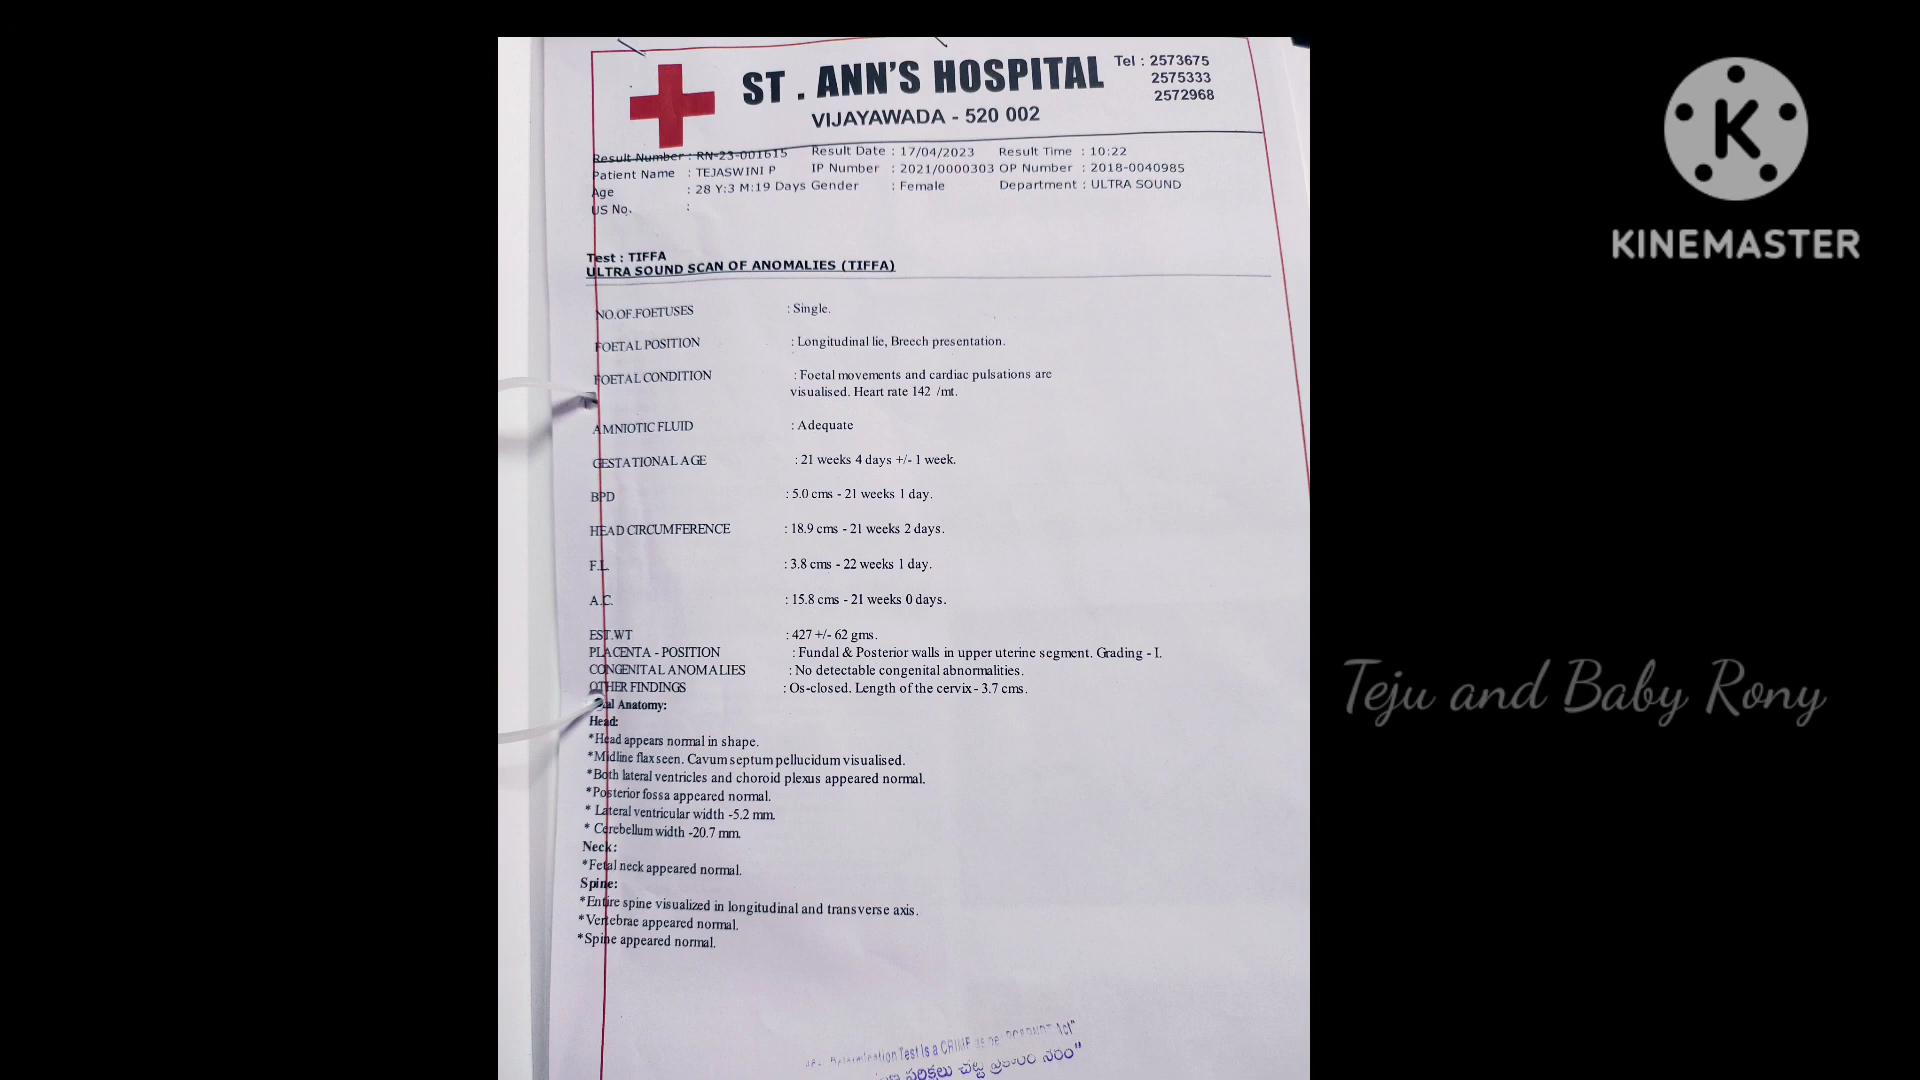 ST . ANN'S HOSPITAL
VIJAYAWADA - 520 002
Tel : 2573675
2575333
2572968
Result Number : RN-23-001615 Result Date : 17/04/2023 Result Time : 10:22
Patient Name : TEJASWINI P IP Number : 2021/0000303 OP Number : 2018-0040985
Age : 28 Y:3 M:19 Days Gender : Female Department : ULTRA SOUND
US No. :
Test : TIFFA
ULTRA SOUND SCAN OF ANOMALIES (TIFFA)
NO.OF.FOETUSES : Single.
FOETAL POSITION : Longitudinal lie, Breech presentation.
FOETAL CONDITION : Foetal movements and cardiac pulsations are
visualised. Heart rate 142 /mt.
AMNIOTIC FLUID : Adequate
GESTATIONAL AGE : 21 weeks 4 days +/- 1 week.
BPD : 5.0 cms - 21 weeks 1 day.
HEAD CIRCUMFERENCE : 18.9 cms - 21 weeks 2 days.
F.L. : 3.8 cms - 22 weeks 1 day.
A.C. : 15.8 cms - 21 weeks 0 days.
EST.WT : 427 +/- 62 gms.
PLACENTA - POSITION : Fundal & Posterior walls in upper uterine segment. Grading - I.
CONGENITAL ANOMALIES : No detectable congenital abnormalities.
OTHER FINDINGS : Os-closed. Length of the cervix - 3.7 cms.
Anatomy:
Head:
*Head appears normal in shape.
*Midline flax seen. Cavum septum pellucidum visualised.
*Both lateral ventricles and choroid plexus appeared normal.
*Posterior fossa appeared normal.
* Lateral ventricular width -5.2 mm.
* Cerebellum width -20.7 mm.
Neck:
*Fetal neck appeared normal.
Spine:
*Entire spine visualized in longitudinal and transverse axis.
*Vertebrae appeared normal.
*Spine appeared normal.
Test is a CRIME Act"
చట్ట నేరం"
K
KINEMASTER
Teju and Baby Rony